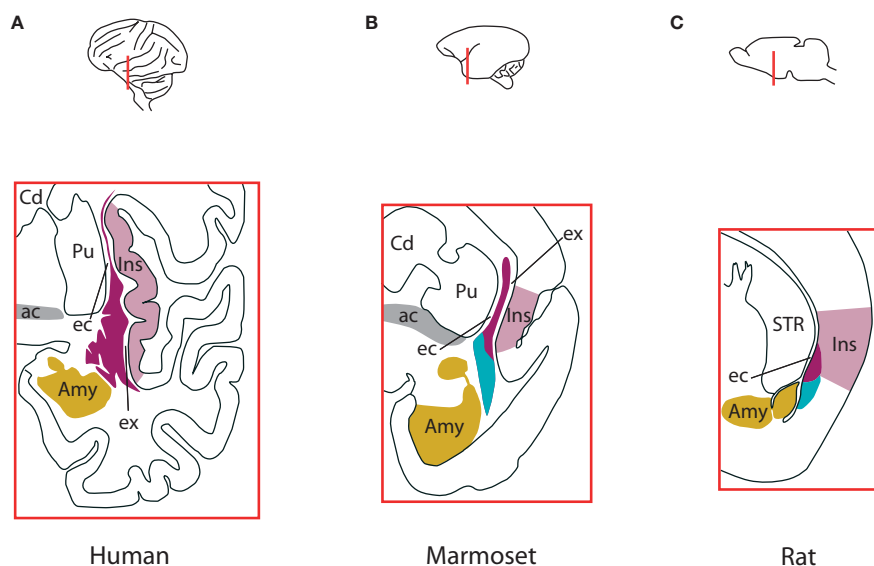 A
B
C
Cd
Pu
Ins
ec
ac
Amy
ex
Human
Cd
ex
Pu
ac
Ins
ec
Amy
Marmoset
STR
Ins
ec
Amy
Rat